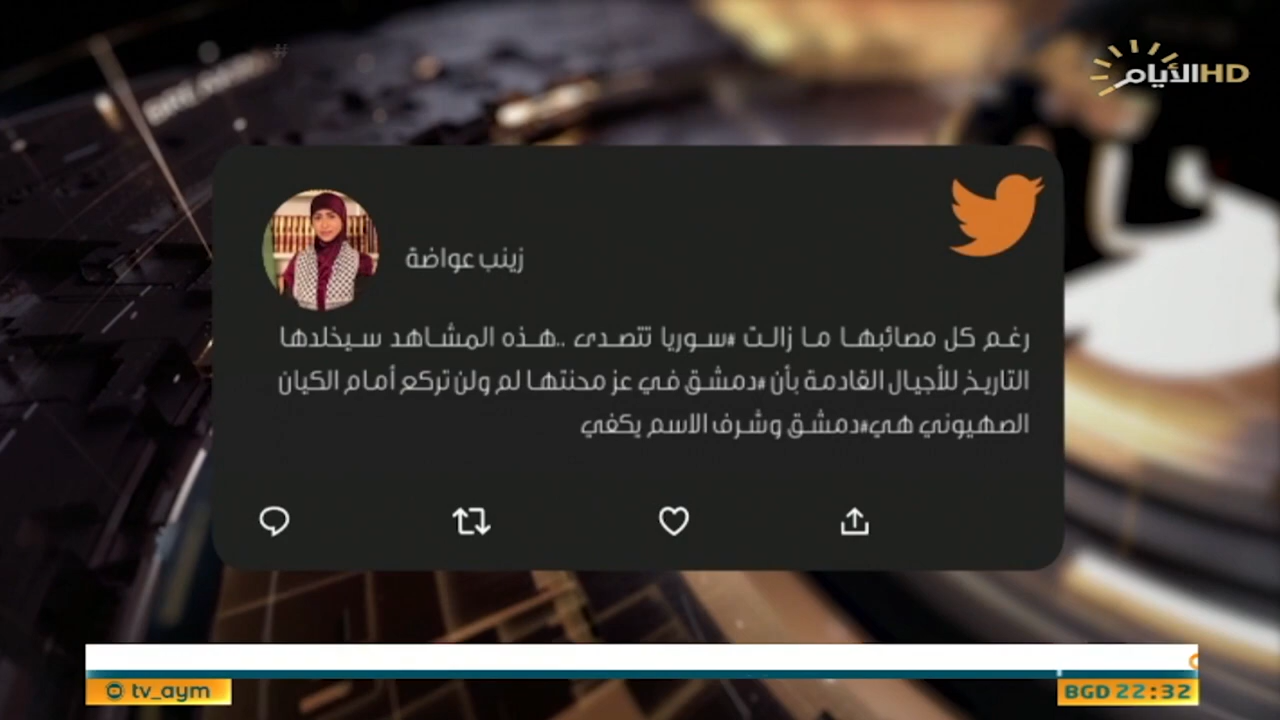 الأيام HD
#
زينب عواضة
رغم كل مصائبها ما زالت #سوريا تتصدى ..هذه المشاهد سيخلدها
التاريخ للأجيال القادمة بأن #دمشق في عز محنتها لم ولن تركع أمام الكيان
الصهيوني هي#دمشق وشرف الاسم يكفي
tv_aym
BGD 22:32